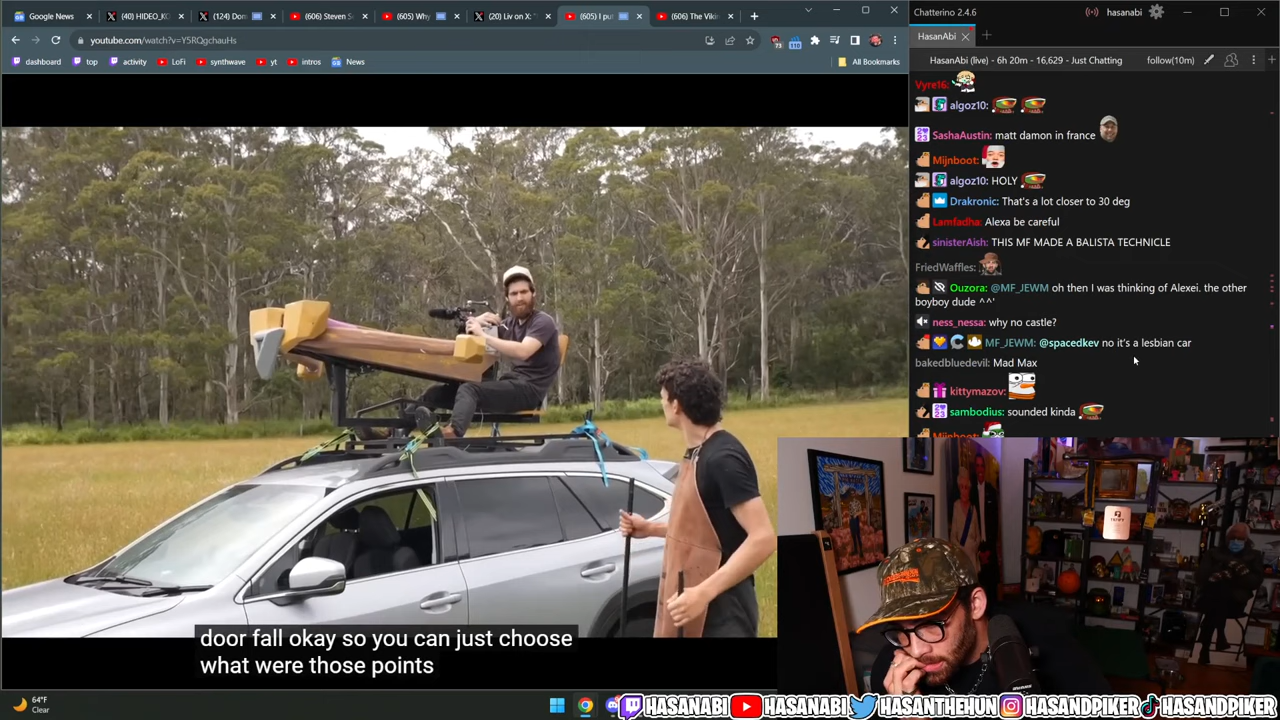 (40) HIDEO_KO
(124) Don
(606) Steven S
(605) Why
(20) Liv on X: "
(605) I pu
(606) The Vikin
youtube.com/watch?v=Y5RQgchauHs
Google News
dashboard
top
activity
LoFi
synthwave
yt
intros
News
All Bookmarks
73
110
door fall okay so you can just choose
what were those points
64°F
Clear
Chatterino 2.4.6
hasanabi
HasanAbi
HasanAbi (live) - 6h 20m - 16,629 - Just Chatting
follow(10m)
Vyre16:
algoz10:
SashaAustin: matt damon in france
Mijnboot:
algoz10: HOLY
Drakronic: That's a lot closer to 30 deg
Lamfadha: Alexa be careful
sinisterAish: THIS MF MADE A BALISTA TECHNICLE
FriedWaffles:
Ouzora: @MF_JEWM oh then I was thinking of Alexei. the other
boyboy dude ^^'
ness_nessa: why no castle?
MF_JEWM: @spacedkev no it's a lesbian car
bakedbluedevil: Mad Max
kittymazov:
sambodius: sounded kinda
Mijnboot:
HASANABI
HASANABI
HASANTHEHUN
HASANDPIKER
HASANDPIKER